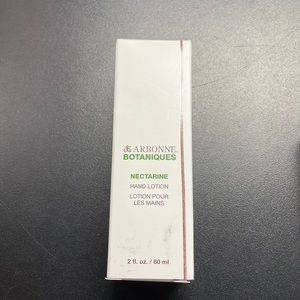 ARBONNE
BOTANIQUES
NECTARINE
HAND LOTION
LOTION POUR
LES MAINS
2 fl. oz. / 60 ml